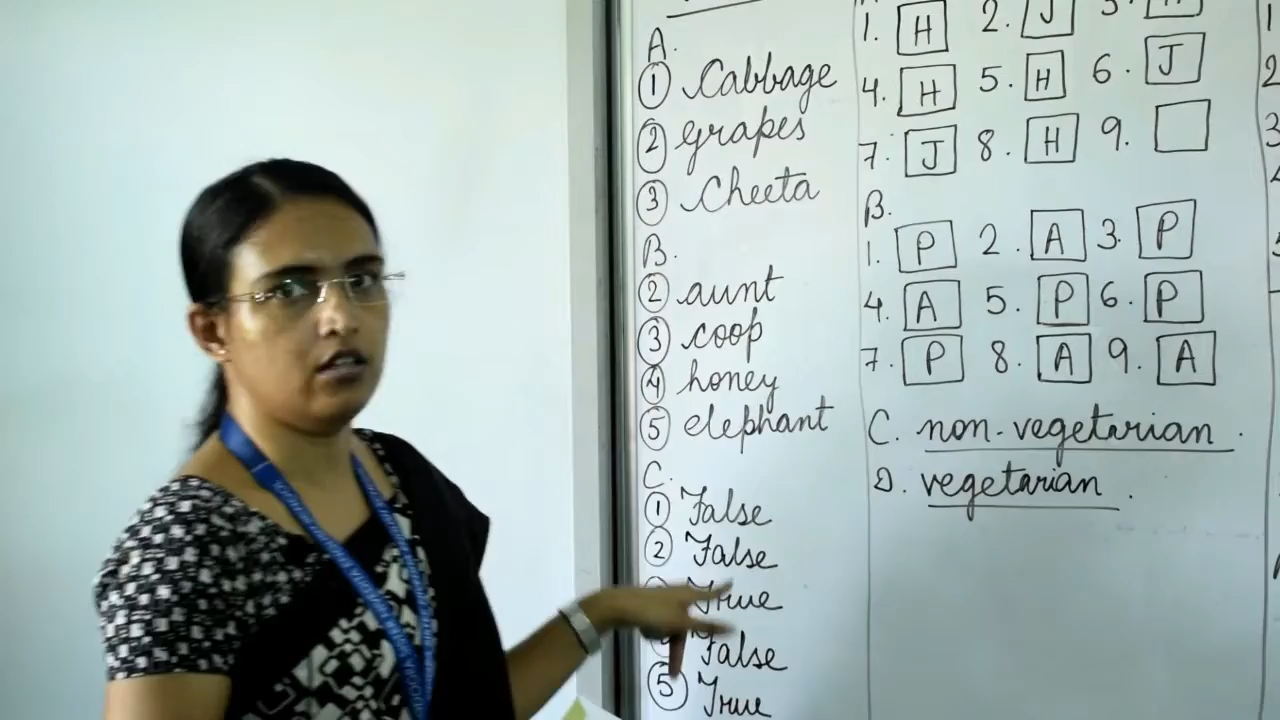 A.
1 Cabbage
2 grapes
3 Cheeta
B.
2 aunt
3 coop
4 honey
5 elephant
C.
1 False
2 False
True
False
5 True
1. H 2. J 3. H
4. H 5. H 6. J
7. J 8. H 9.
B.
1. P 2. A 3. P
4. A 5. P 6. P
7. P 8. A 9. A
C. non-vegetarian.
D. vegetarian.